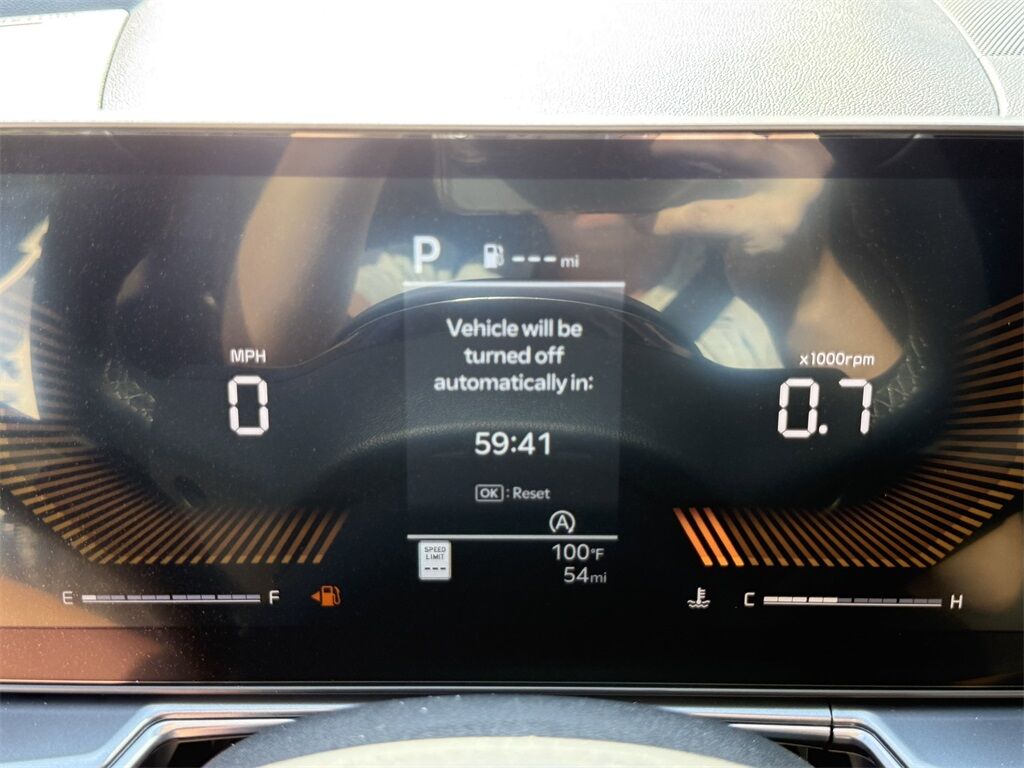 P ---mi
Vehicle will be
turned off
automatically in:
MPH
0
x1000rpm
0.7
59:41
OK : Reset
A
SPEED
LIMIT
---
100°F
54mi
E F
C H